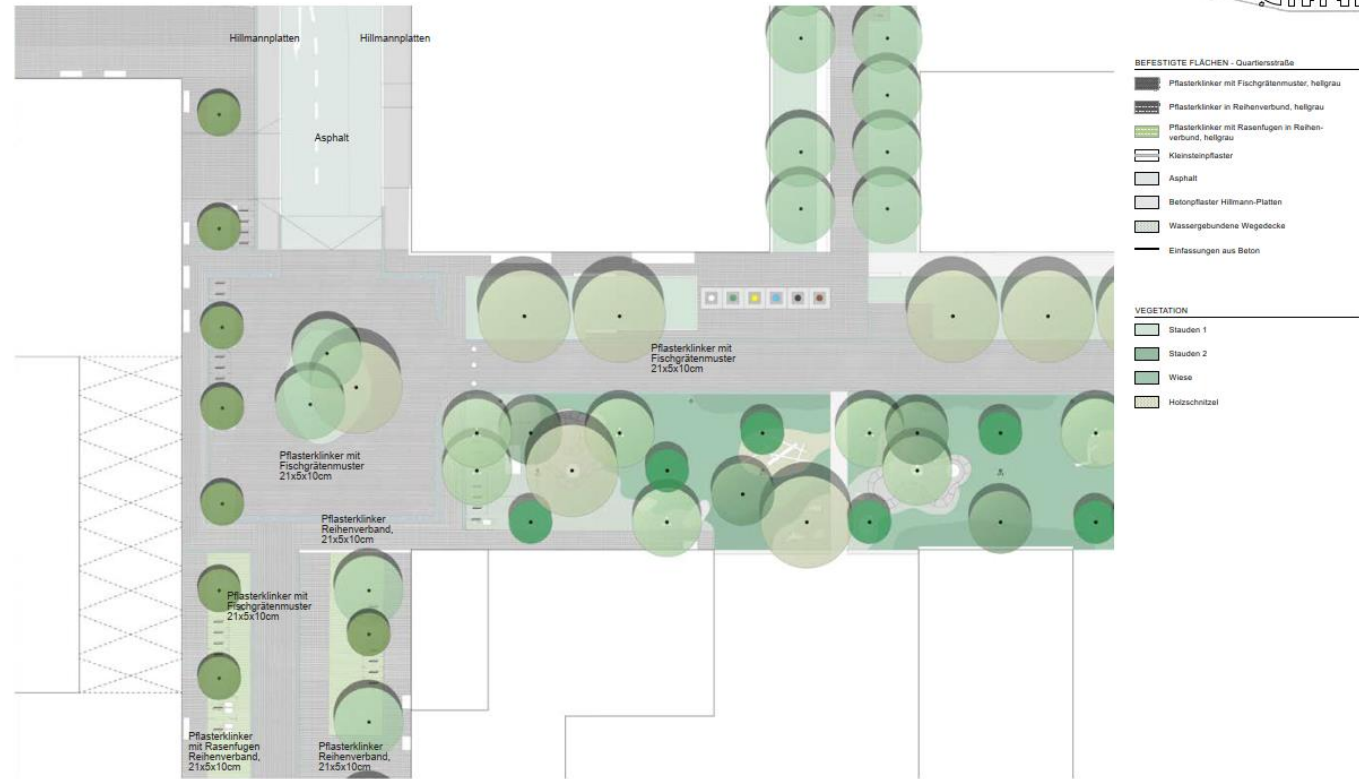 Hillmannplatten
Hillmannplatten
Asphalt
Pflasterklinker mit
Fischgrätenmuster
21x5x10cm
Pflasterklinker mit
Fischgrätenmuster
21x5x10cm
Pflasterklinker
Reihenverband,
21x5x10cm
Pflasterklinker mit
Fischgrätenmuster
21x5x10cm
Pflasterklinker
mit Rasenfugen
Reihenverband,
21x5x10cm
Pflasterklinker
Reihenverband,
21x5x10cm
BEFESTIGTE FLÄCHEN - Quartiersstraße
Pflasterklinker mit Fischgrätenmuster, hellgrau
Pflasterklinker in Reihenverbund, hellgrau
Pflasterklinker mit Rasenfugen in Reihen-
verbund, hellgrau
Kleinsteinpflaster
Asphalt
Betonpflaster Hillmann-Platten
Wassergebundene Wegedecke
Einfassungen aus Beton
VEGETATION
Stauden 1
Stauden 2
Wiese
Holzschnitzel